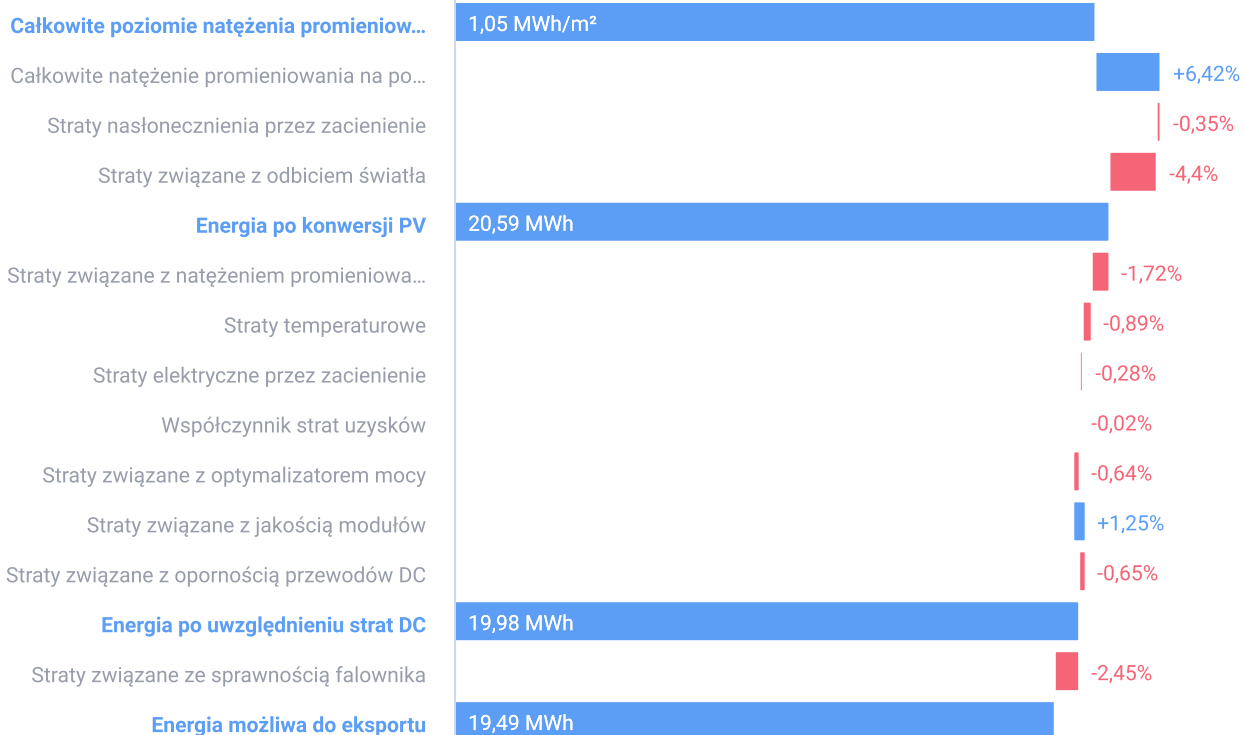 Całkowite poziomie natężenia promieniow... 1,05 MWh/m²
Całkowite natężenie promieniowania na po... +6,42%
Straty nasłonecznienia przez zacienienie -0,35%
Straty związane z odbiciem światła -4,4%
Energia po konwersji PV 20,59 MWh
Straty związane z natężeniem promieniowa... -1,72%
Straty temperaturowe -0,89%
Straty elektryczne przez zacienienie -0,28%
Współczynnik strat uzysków -0,02%
Straty związane z optymalizatorem mocy -0,64%
Straty związane z jakością modułów +1,25%
Straty związane z opornością przewodów DC -0,65%
Energia po uwzględnieniu strat DC 19,98 MWh
Straty związane ze sprawnością falownika -2,45%
Energia możliwa do eksportu 19,49 MWh